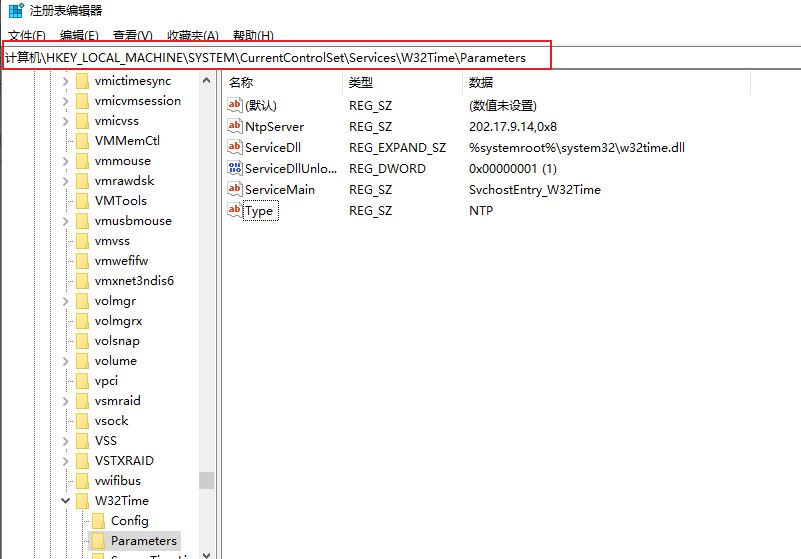 注册表编辑器
文件(F) 编辑(E) 查看(V) 收藏夹(A) 帮助(H)
计算机\HKEY_LOCAL_MACHINE\SYSTEM\CurrentControlSet\Services\W32Time\Parameters
vmictimesync
vmicvmsession
vmicvss
VMMemCtl
vmmouse
vmrawdsk
VMTools
vmusbmouse
vmvss
vmwefifw
vmxnet3ndis6
volmgr
volmgrx
volsnap
volume
vpci
vsmraid
vsock
VSS
VSTXRAID
vwifibus
W32Time
Config
Parameters
名称 类型 数据
(默认) REG_SZ (数值未设置)
NtpServer REG_SZ 202.17.9.14,0x8
ServiceDll REG_EXPAND_SZ %systemroot%\system32\w32time.dll
ServiceDllUnlo... REG_DWORD 0x00000001 (1)
ServiceMain REG_SZ SvchostEntry_W32Time
Type REG_SZ NTP